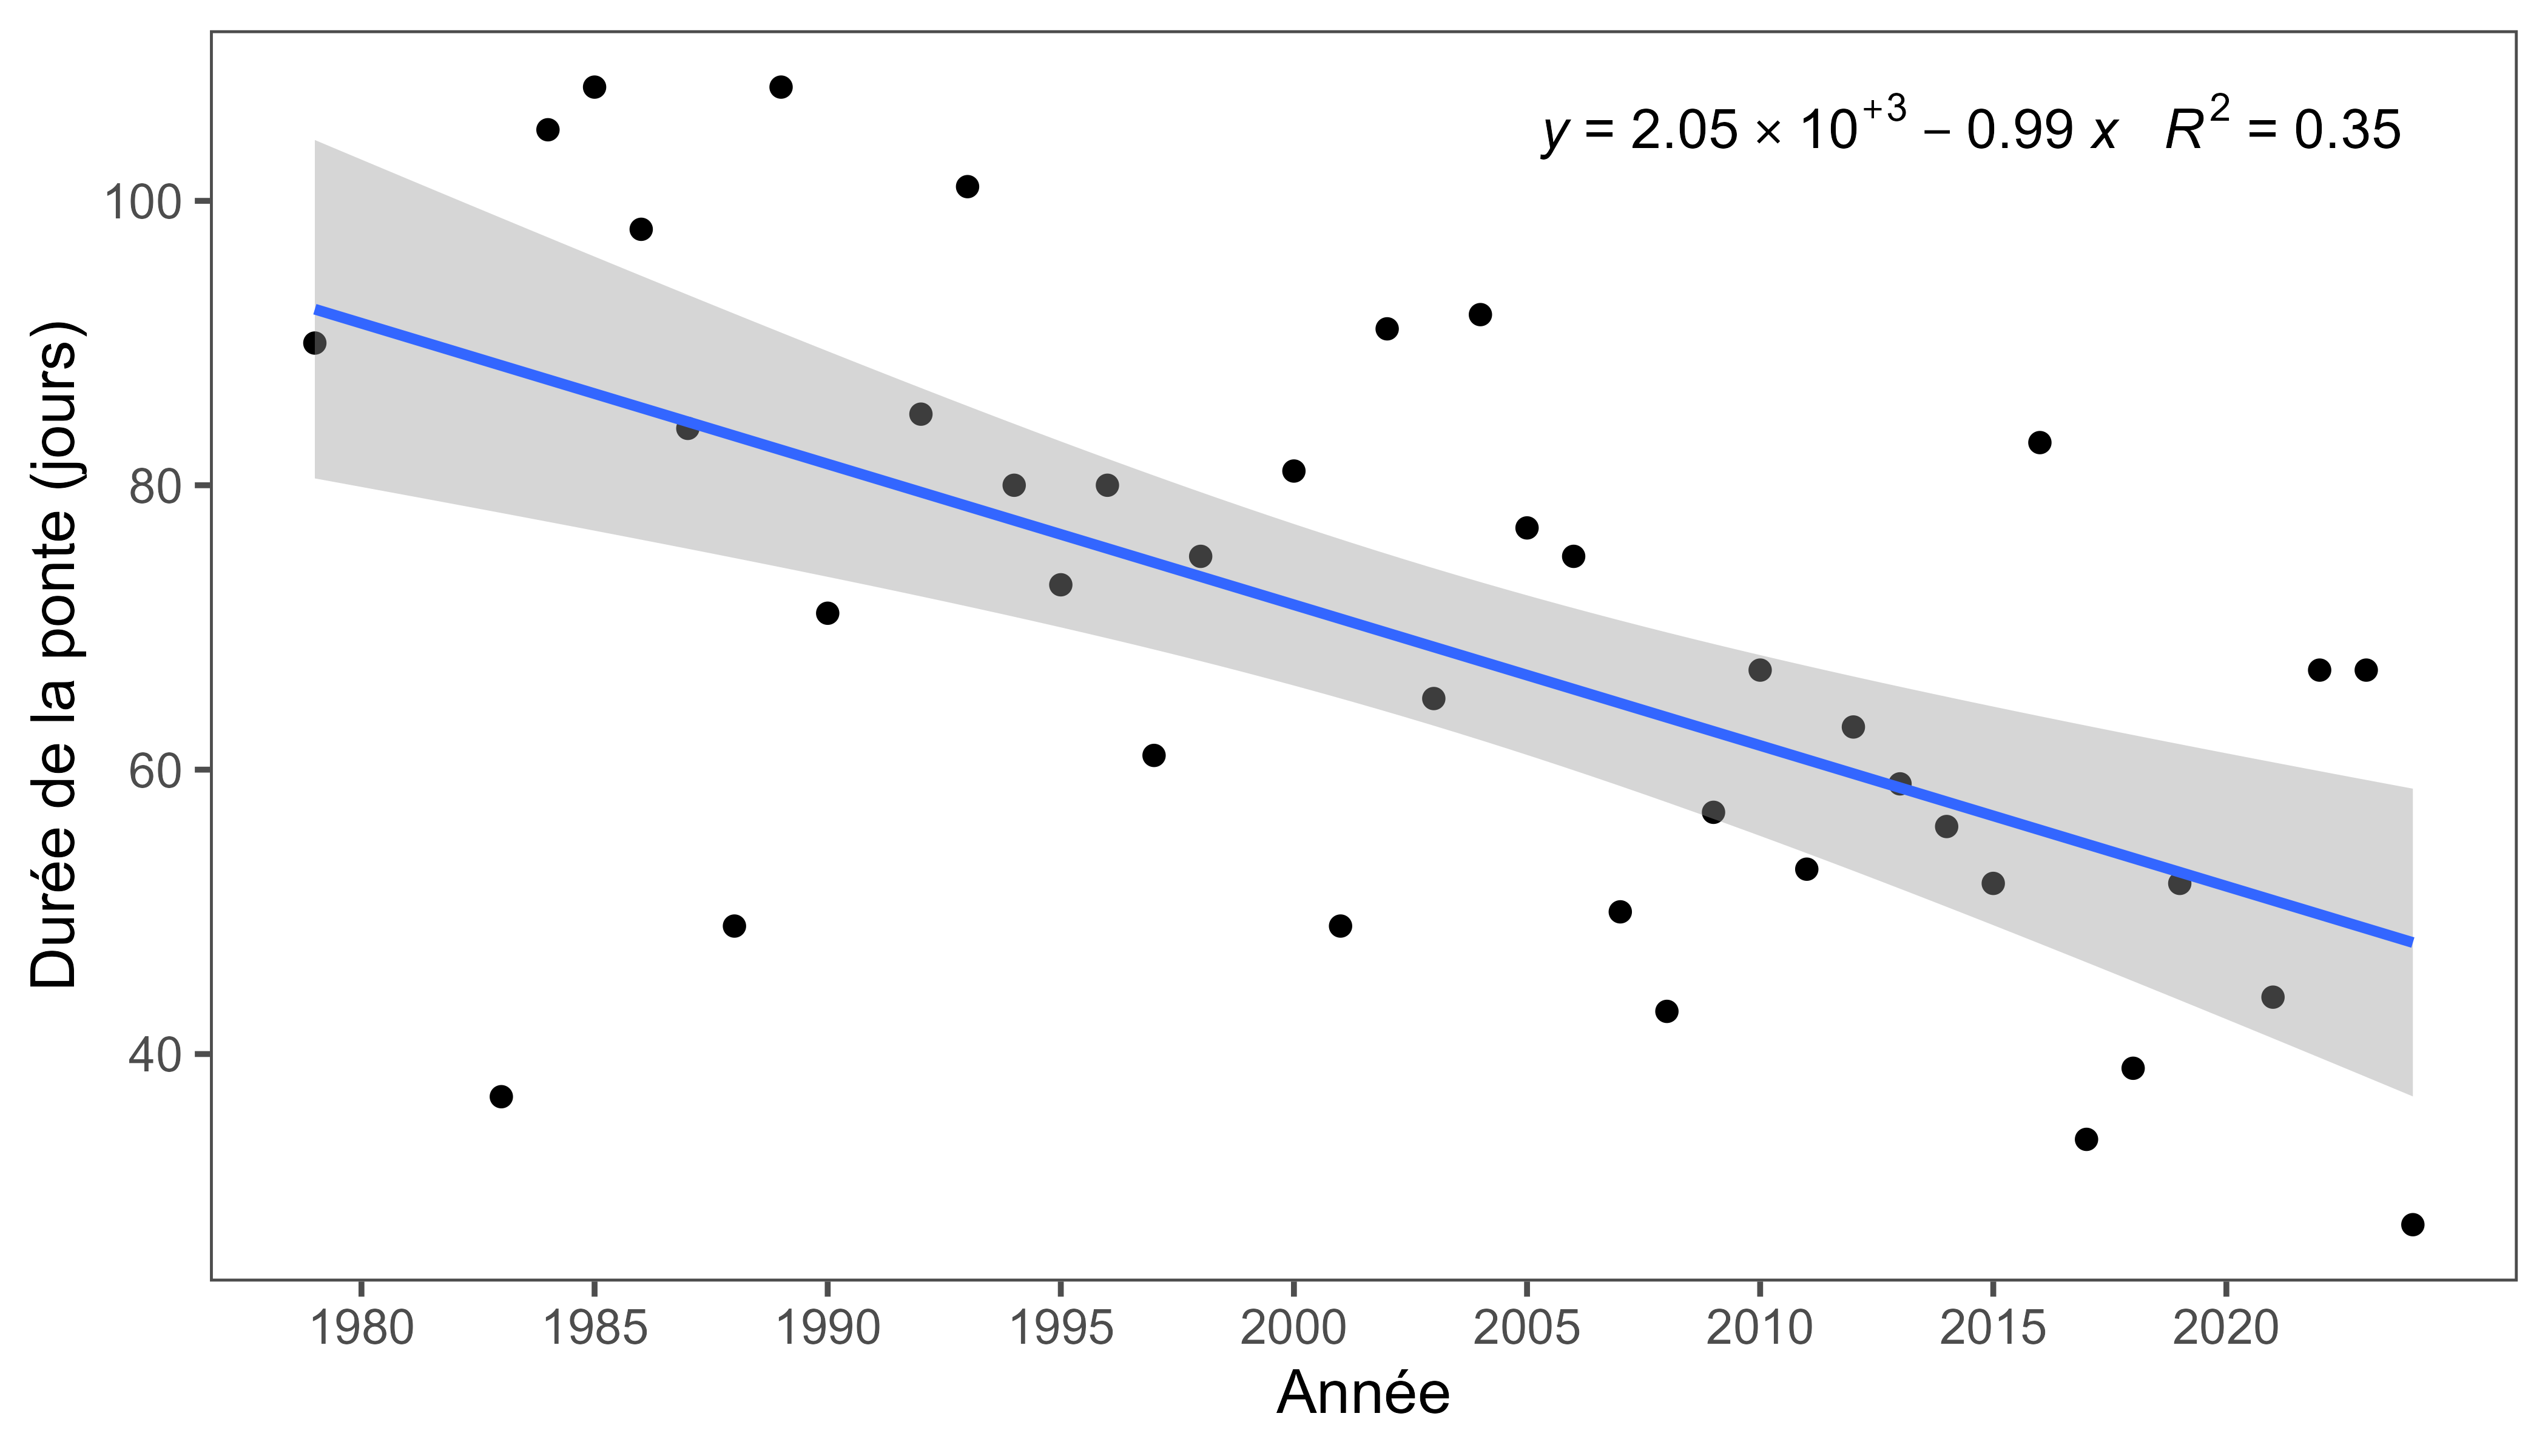 y = 2.05 × 10⁺³ − 0.99 x   R² = 0.35
Durée de la ponte (jours)
100
80
60
40
1980 1985 1990 1995 2000 2005 2010 2015 2020
Année